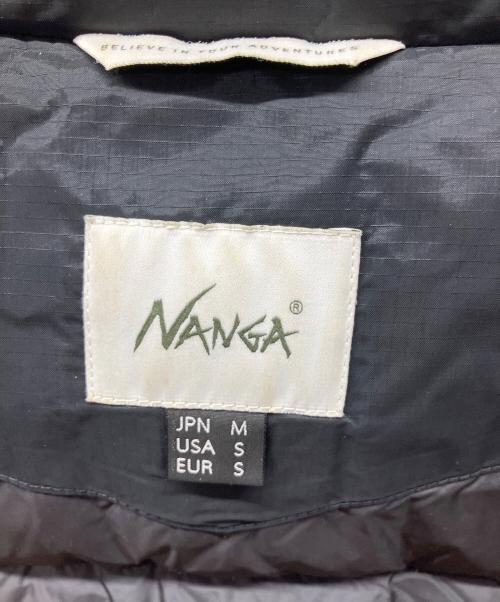 BELIEVE IN YOUR ADVENTURES
NANGA®
JPN M
USA S
EUR S